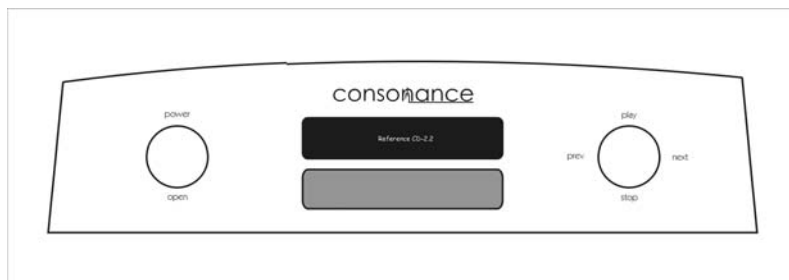 consonance
power
Reference CD-2.2
play
prev
next
open
stop